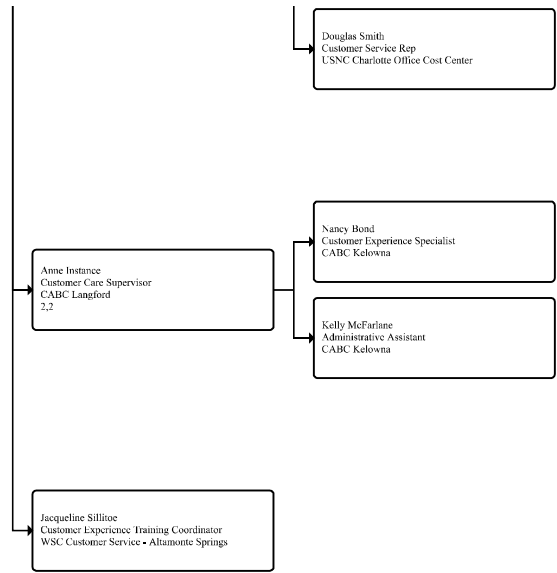 Douglas Smith
Customer Service Rep
USNC Charlotte Office Cost Center
Nancy Bond
Customer Experience Specialist
CABC Kelowna
Anne Instance
Customer Care Supervisor
CABC Langford
2,2
Kelly McFarlane
Administrative Assistant
CABC Kelowna
Jacqueline Sillitoe
Customer Experience Training Coordinator
WSC Customer Service - Altamonte Springs